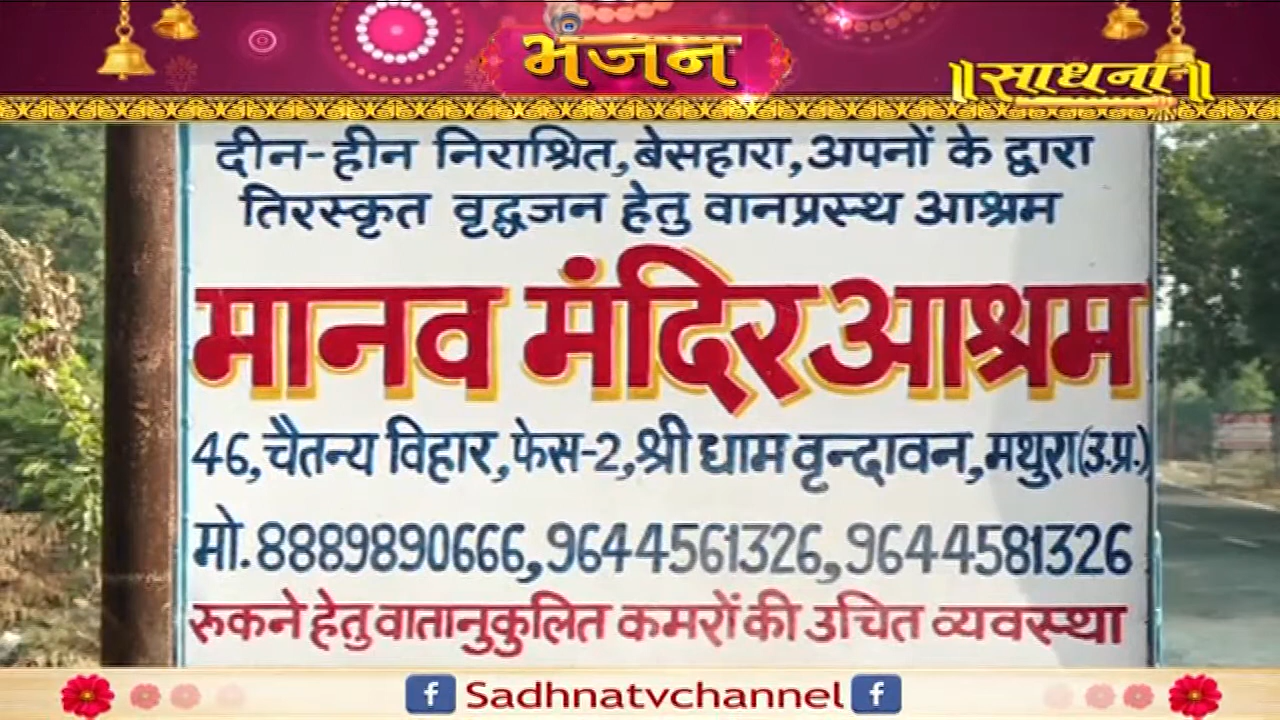 भजन
॥साधना॥
दीन-हीन निराश्रित,बेसहारा,अपनों के द्वारा
तिरस्कृत वृद्धजन हेतु वानप्रस्थ आश्रम
मानव मंदिर आश्रम
46,चैतन्य विहार,फेस-2,श्री धाम वृन्दावन,मथुरा(उ.प्र.)
मो.8889890666,9644561326,9644581326
रूकने हेतु वातानुकुलित कमरों की उचित व्यवस्था
Sadhnatvchannel